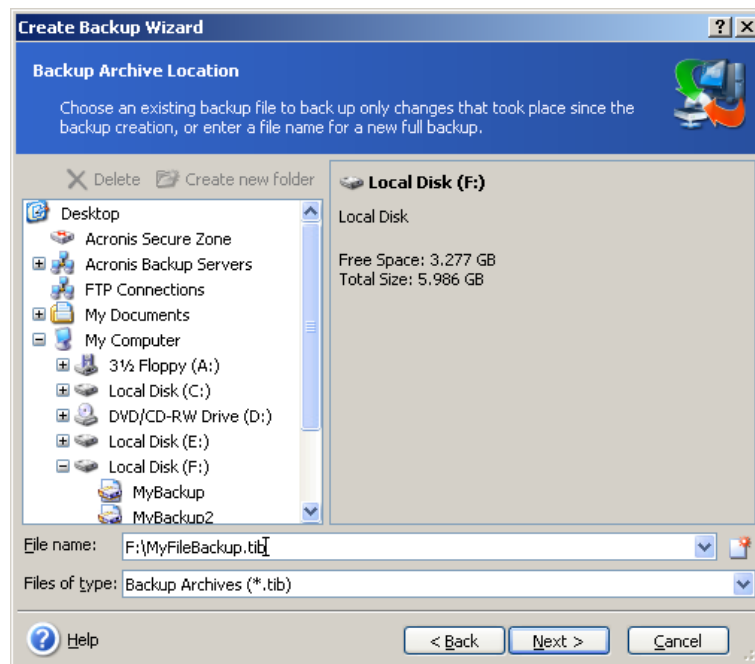 Create Backup Wizard
Backup Archive Location
Choose an existing backup file to back up only changes that took place since the
backup creation, or enter a file name for a new full backup.
Delete Create new folder
Desktop
Acronis Secure Zone
Acronis Backup Servers
FTP Connections
My Documents
My Computer
3½ Floppy (A:)
Local Disk (C:)
DVD/CD-RW Drive (D:)
Local Disk (E:)
Local Disk (F:)
MyBackup
MyBackup2
Local Disk (F:)
Local Disk
Free Space: 3.277 GB
Total Size: 5.986 GB
File name: F:\MyFileBackup.tib
Files of type: Backup Archives (*.tib)
Help < Back Next > Cancel